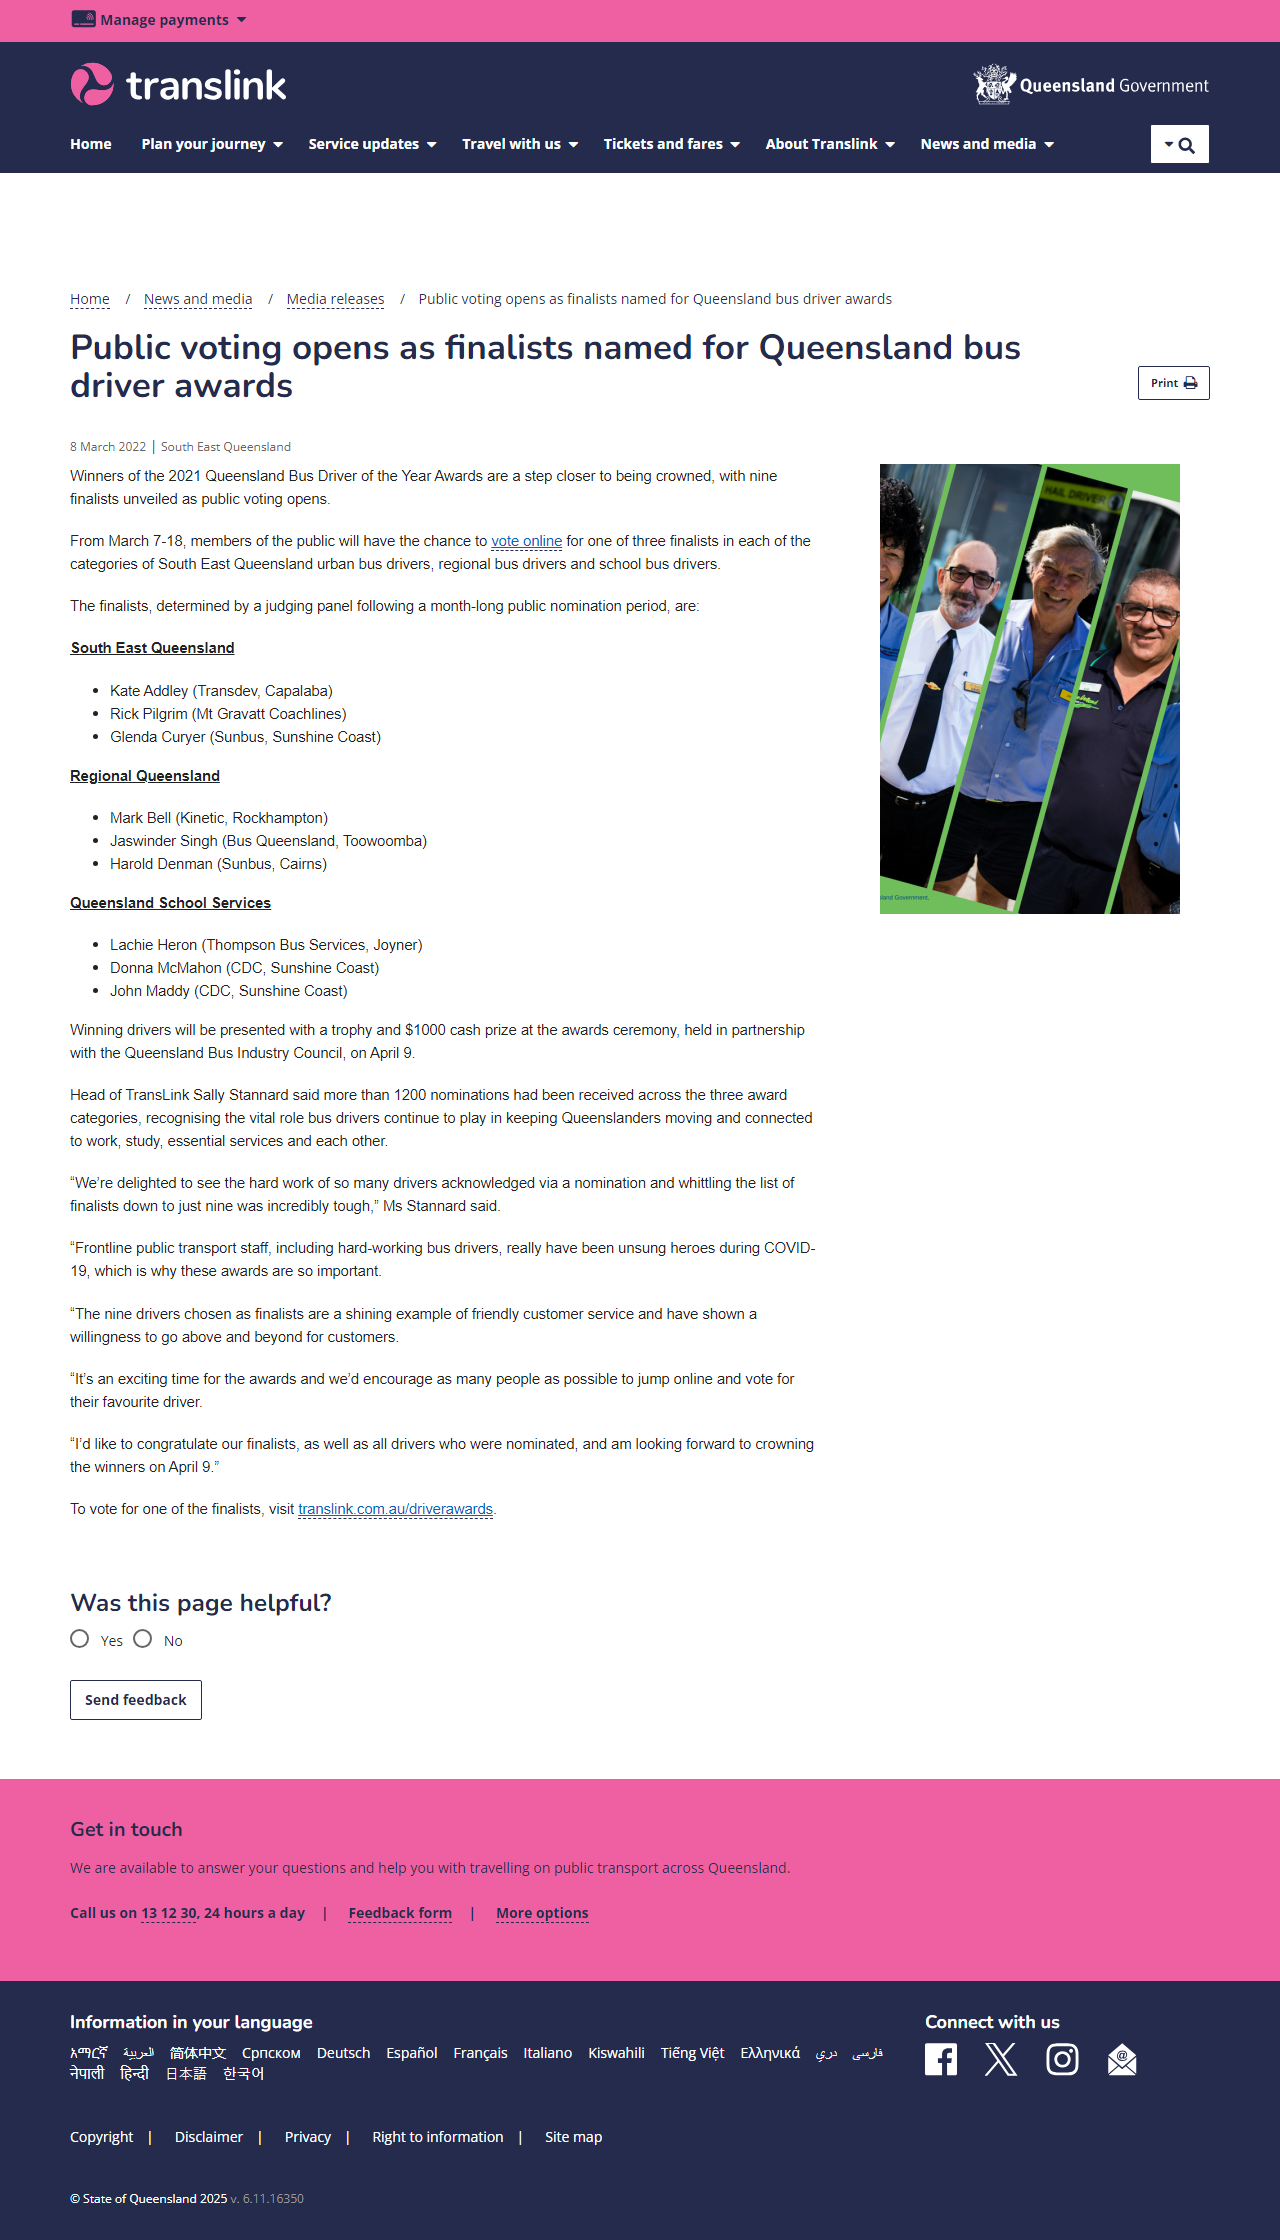 Manage payments
translink
Queensland Government
Home Plan your journey Service updates Travel with us Tickets and fares About Translink News and media
Home / News and media / Media releases / Public voting opens as finalists named for Queensland bus driver awards
Public voting opens as finalists named for Queensland bus
driver awards
Print
8 March 2022 | South East Queensland
Winners of the 2021 Queensland Bus Driver of the Year Awards are a step closer to being crowned, with nine
finalists unveiled as public voting opens.
HAIL DRIVER
From March 7-18, members of the public will have the chance to vote online for one of three finalists in each of the
categories of South East Queensland urban bus drivers, regional bus drivers and school bus drivers.
The finalists, determined by a judging panel following a month-long public nomination period, are:
South East Queensland
• Kate Addley (Transdev, Capalaba)
• Rick Pilgrim (Mt Gravatt Coachlines)
• Glenda Curyer (Sunbus, Sunshine Coast)
Regional Queensland
• Mark Bell (Kinetic, Rockhampton)
• Jaswinder Singh (Bus Queensland, Toowoomba)
• Harold Denman (Sunbus, Cairns)
land Government,
Queensland School Services
• Lachie Heron (Thompson Bus Services, Joyner)
• Donna McMahon (CDC, Sunshine Coast)
• John Maddy (CDC, Sunshine Coast)
Winning drivers will be presented with a trophy and $1000 cash prize at the awards ceremony, held in partnership
with the Queensland Bus Industry Council, on April 9.
Head of TransLink Sally Stannard said more than 1200 nominations had been received across the three award
categories, recognising the vital role bus drivers continue to play in keeping Queenslanders moving and connected
to work, study, essential services and each other.
“We’re delighted to see the hard work of so many drivers acknowledged via a nomination and whittling the list of
finalists down to just nine was incredibly tough,” Ms Stannard said.
“Frontline public transport staff, including hard-working bus drivers, really have been unsung heroes during COVID-
19, which is why these awards are so important.
“The nine drivers chosen as finalists are a shining example of friendly customer service and have shown a
willingness to go above and beyond for customers.
“It’s an exciting time for the awards and we’d encourage as many people as possible to jump online and vote for
their favourite driver.
“I’d like to congratulate our finalists, as well as all drivers who were nominated, and am looking forward to crowning
the winners on April 9.”
To vote for one of the finalists, visit translink.com.au/driverawards.
Was this page helpful?
Yes No
Send feedback
Get in touch
We are available to answer your questions and help you with travelling on public transport across Queensland.
Call us on 13 12 30, 24 hours a day | Feedback form | More options
Information in your language
አማርኛ العربية 简体中文 Српском Deutsch Español Français Italiano Kiswahili Tiếng Việt Ελληνικά دري فارسی
नेपाली हिन्दी 日本語 한국어
Connect with us
Copyright | Disclaimer | Privacy | Right to information | Site map
© State of Queensland 2025 v. 6.11.16350